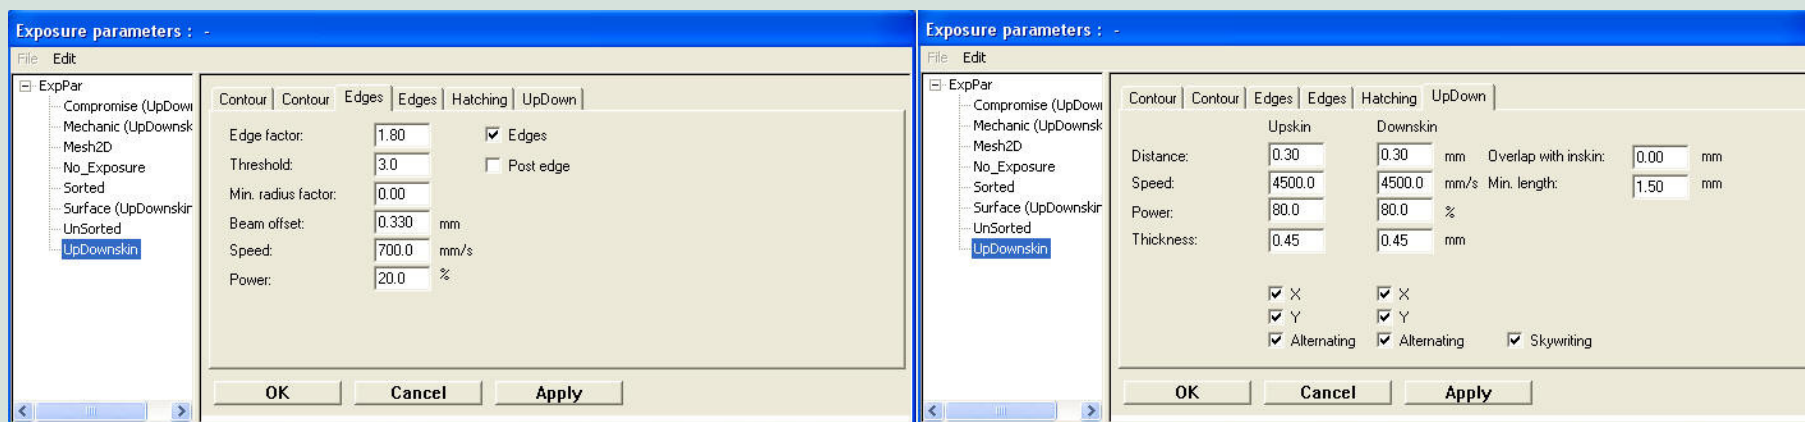 Exposure parameters : -
File Edit
ExpPar
Compromise (UpDown
Mechanic (UpDownsk
Mesh2D
No_Exposure
Sorted
Surface (UpDownskin
UnSorted
UpDownskin
Contour Contour Edges Edges Hatching UpDown
Edge factor: 1.80 Edges
Threshold: 3.0 Post edge
Min. radius factor: 0.00
Beam offset: 0.330 mm
Speed: 700.0 mm/s
Power: 20.0 %
OK Cancel Apply
Exposure parameters : -
File Edit
ExpPar
Compromise (UpDown
Mechanic (UpDownsk
Mesh2D
No_Exposure
Sorted
Surface (UpDownskin
UnSorted
UpDownskin
Contour Contour Edges Edges Hatching UpDown
Upskin Downskin
Distance: 0.30 0.30 mm Overlap with inskin: 0.00 mm
Speed: 4500.0 4500.0 mm/s Min. length: 1.50 mm
Power: 80.0 80.0 %
Thickness: 0.45 0.45 mm
X X
Y Y
Alternating Alternating Skywriting
OK Cancel Apply